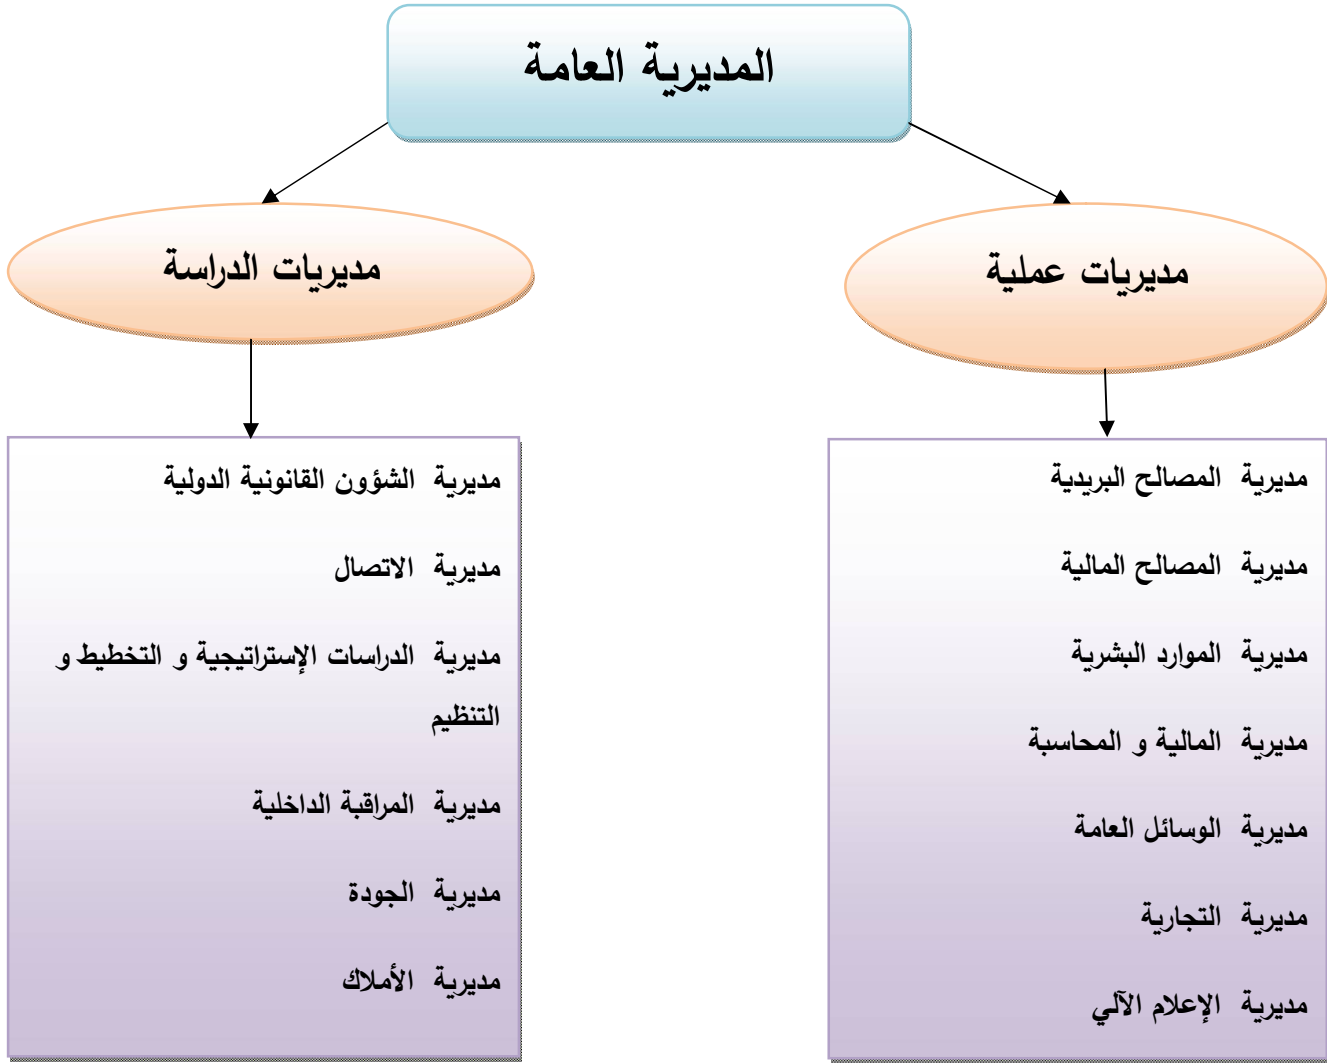 المديرية العامة
مديريات عملية
مديريات الدراسة
مديرية المصالح البريدية
مديرية المصالح المالية
مديرية الموارد البشرية
مديرية المالية و المحاسبة
مديرية الوسائل العامة
مديرية التجارية
مديرية الإعلام الآلي
مديرية الشؤون القانونية الدولية
مديرية الاتصال
مديرية الدراسات الإستراتيجية و التخطيط و
التنظيم
مديرية المراقبة الداخلية
مديرية الجودة
مديرية الأملاك